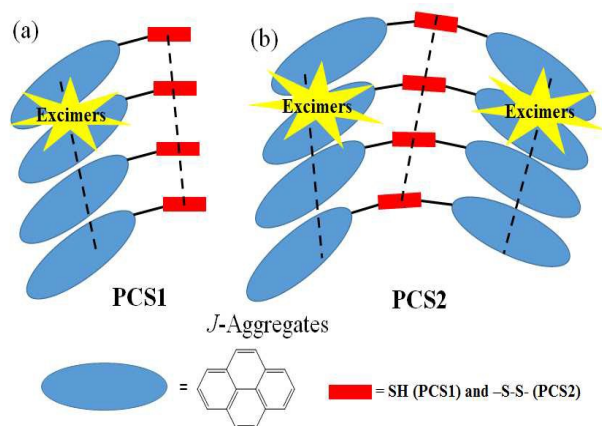 (a)
(b)
Excimers
Excimers
Excimers
PCS1
PCS2
J-Aggregates
=
= SH (PCS1) and –S-S- (PCS2)